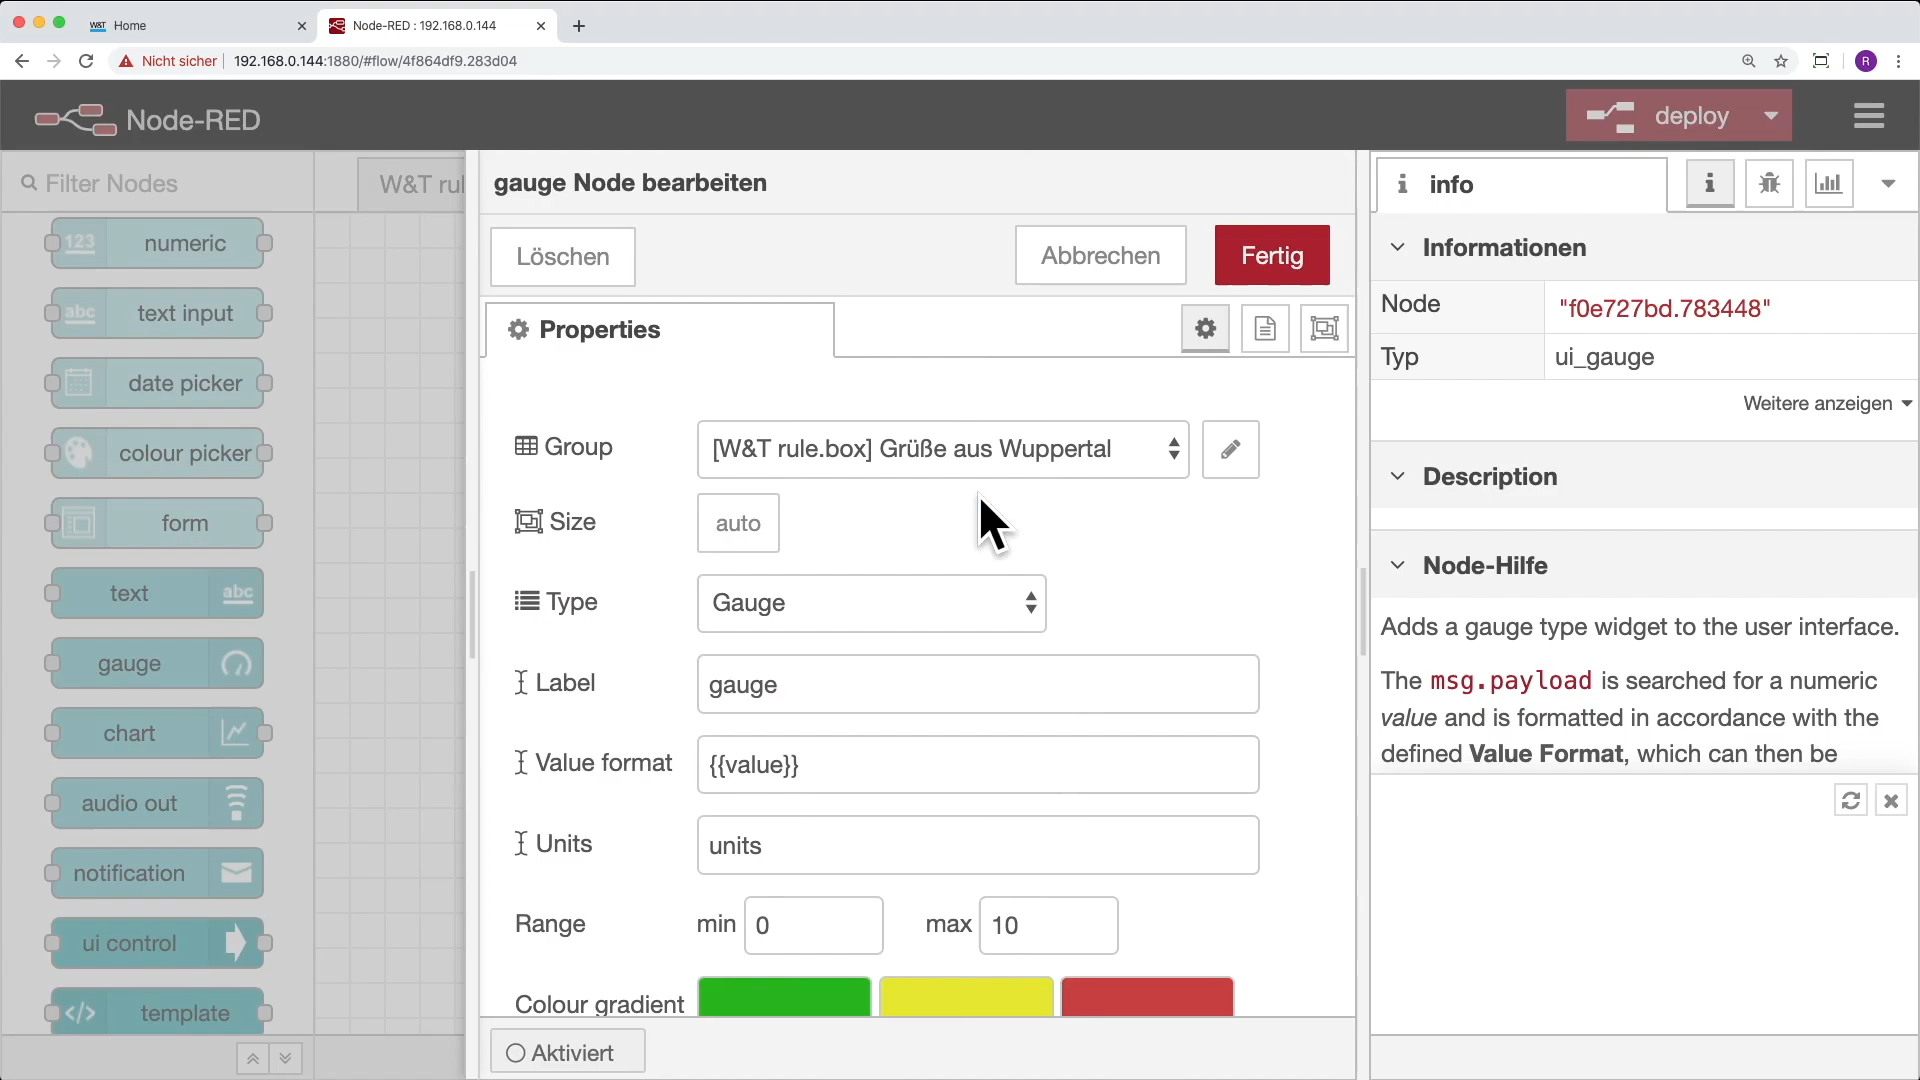 W&T Home
Node-RED : 192.168.0.144
Nicht sicher 192.168.0.144:1880/#flow/4f864df9.283d04
R
Node-RED
deploy
Filter Nodes
W&T rul
123 numeric
abc text input
date picker
colour picker
form
text abc
gauge
chart
audio out
notification
ui control
</> template
gauge Node bearbeiten
Löschen
Abbrechen
Fertig
Properties
Group
[W&T rule.box] Grüße aus Wuppertal
Size
auto
Type
Gauge
Label
gauge
Value format
{{value}}
Units
units
Range
min 0
max 10
Colour gradient
Aktiviert
i info
i
Informationen
Node "f0e727bd.783448"
Typ ui_gauge
Weitere anzeigen
Description
Node-Hilfe
Adds a gauge type widget to the user interface.
The msg.payload is searched for a numeric
value and is formatted in accordance with the
defined Value Format, which can then be